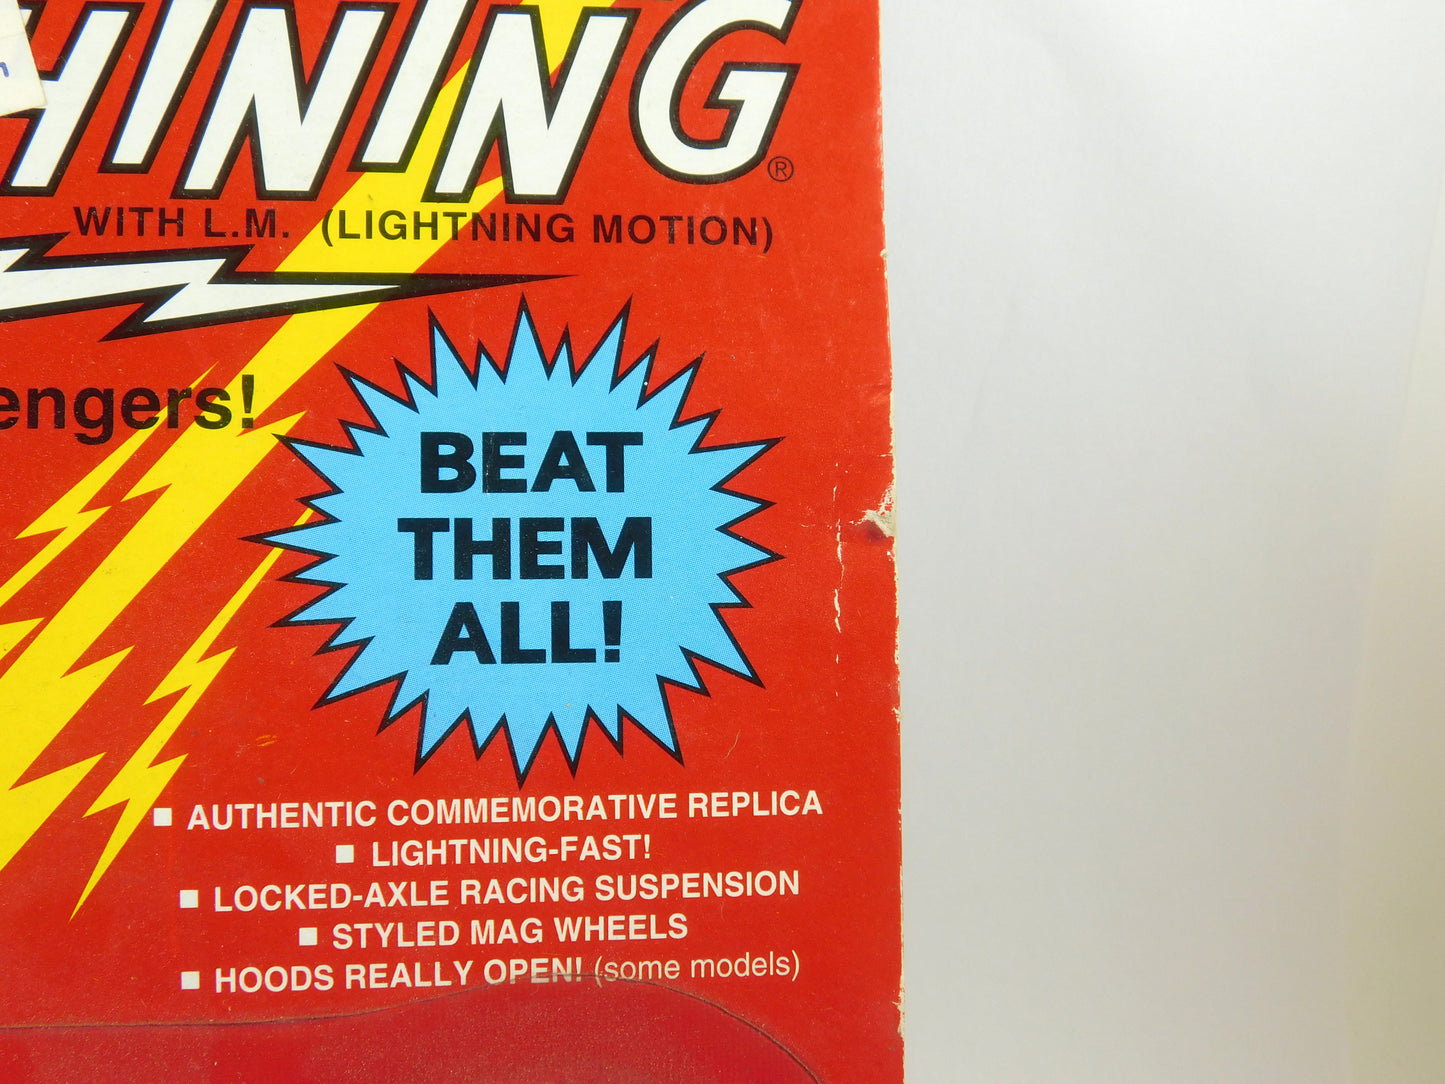 HINING®
WITH L.M. (LIGHTNING MOTION)
engers!
BEAT
THEM
ALL!
▪ AUTHENTIC COMMEMORATIVE REPLICA
▪ LIGHTNING-FAST!
▪ LOCKED-AXLE RACING SUSPENSION
▪ STYLED MAG WHEELS
▪ HOODS REALLY OPEN! (some models)